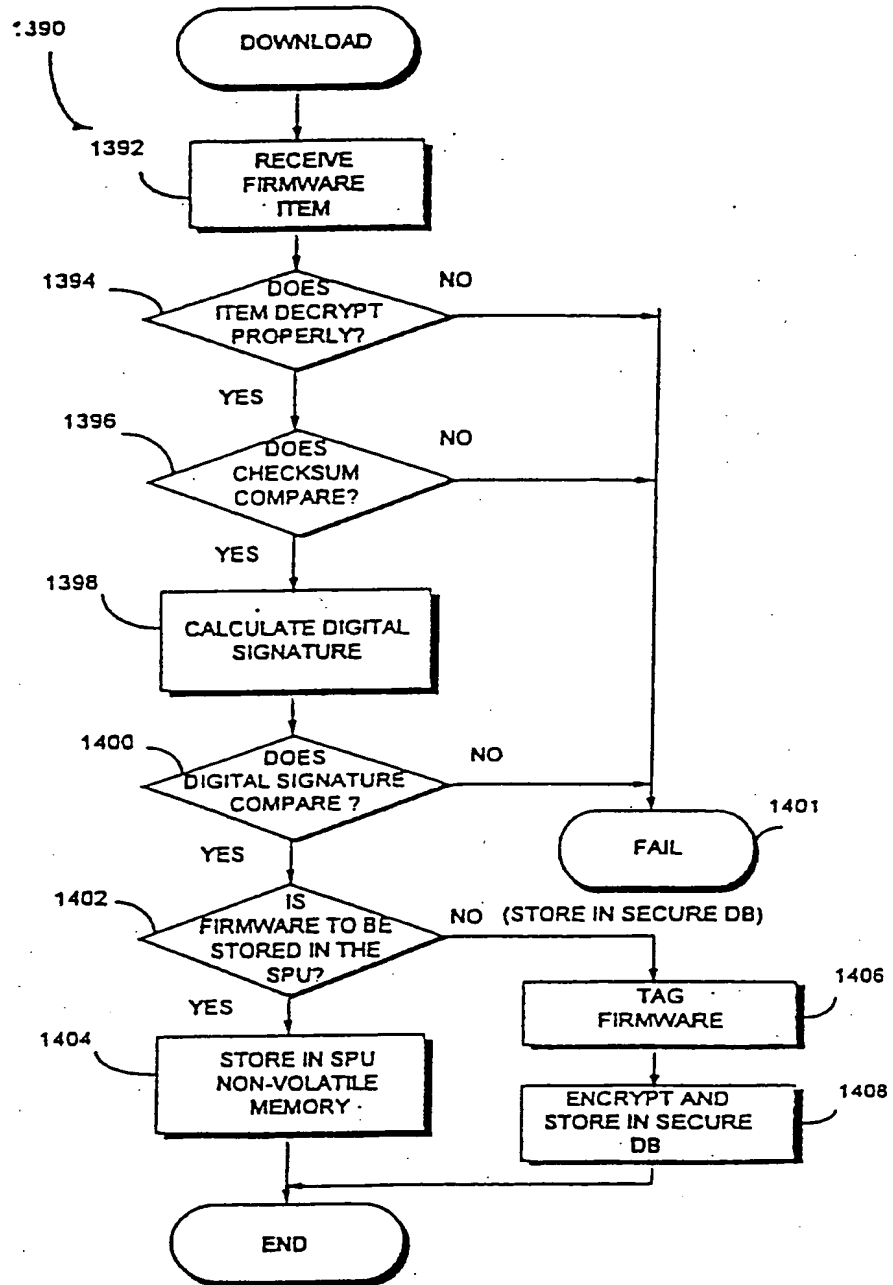 1390
DOWNLOAD
1392
RECEIVE
FIRMWARE
ITEM
1394
DOES
ITEM DECRYPT
PROPERLY?
NO
YES
1396
DOES
CHECKSUM
COMPARE?
NO
YES
1398
CALCULATE DIGITAL
SIGNATURE
1400
DOES
DIGITAL SIGNATURE
COMPARE ?
NO
YES
1401
FAIL
1402
IS
FIRMWARE TO BE
STORED IN THE
SPU?
NO (STORE IN SECURE DB)
YES
1406
TAG
FIRMWARE
1404
STORE IN SPU
NON-VOLATILE
MEMORY
1408
ENCRYPT AND
STORE IN SECURE
DB
END